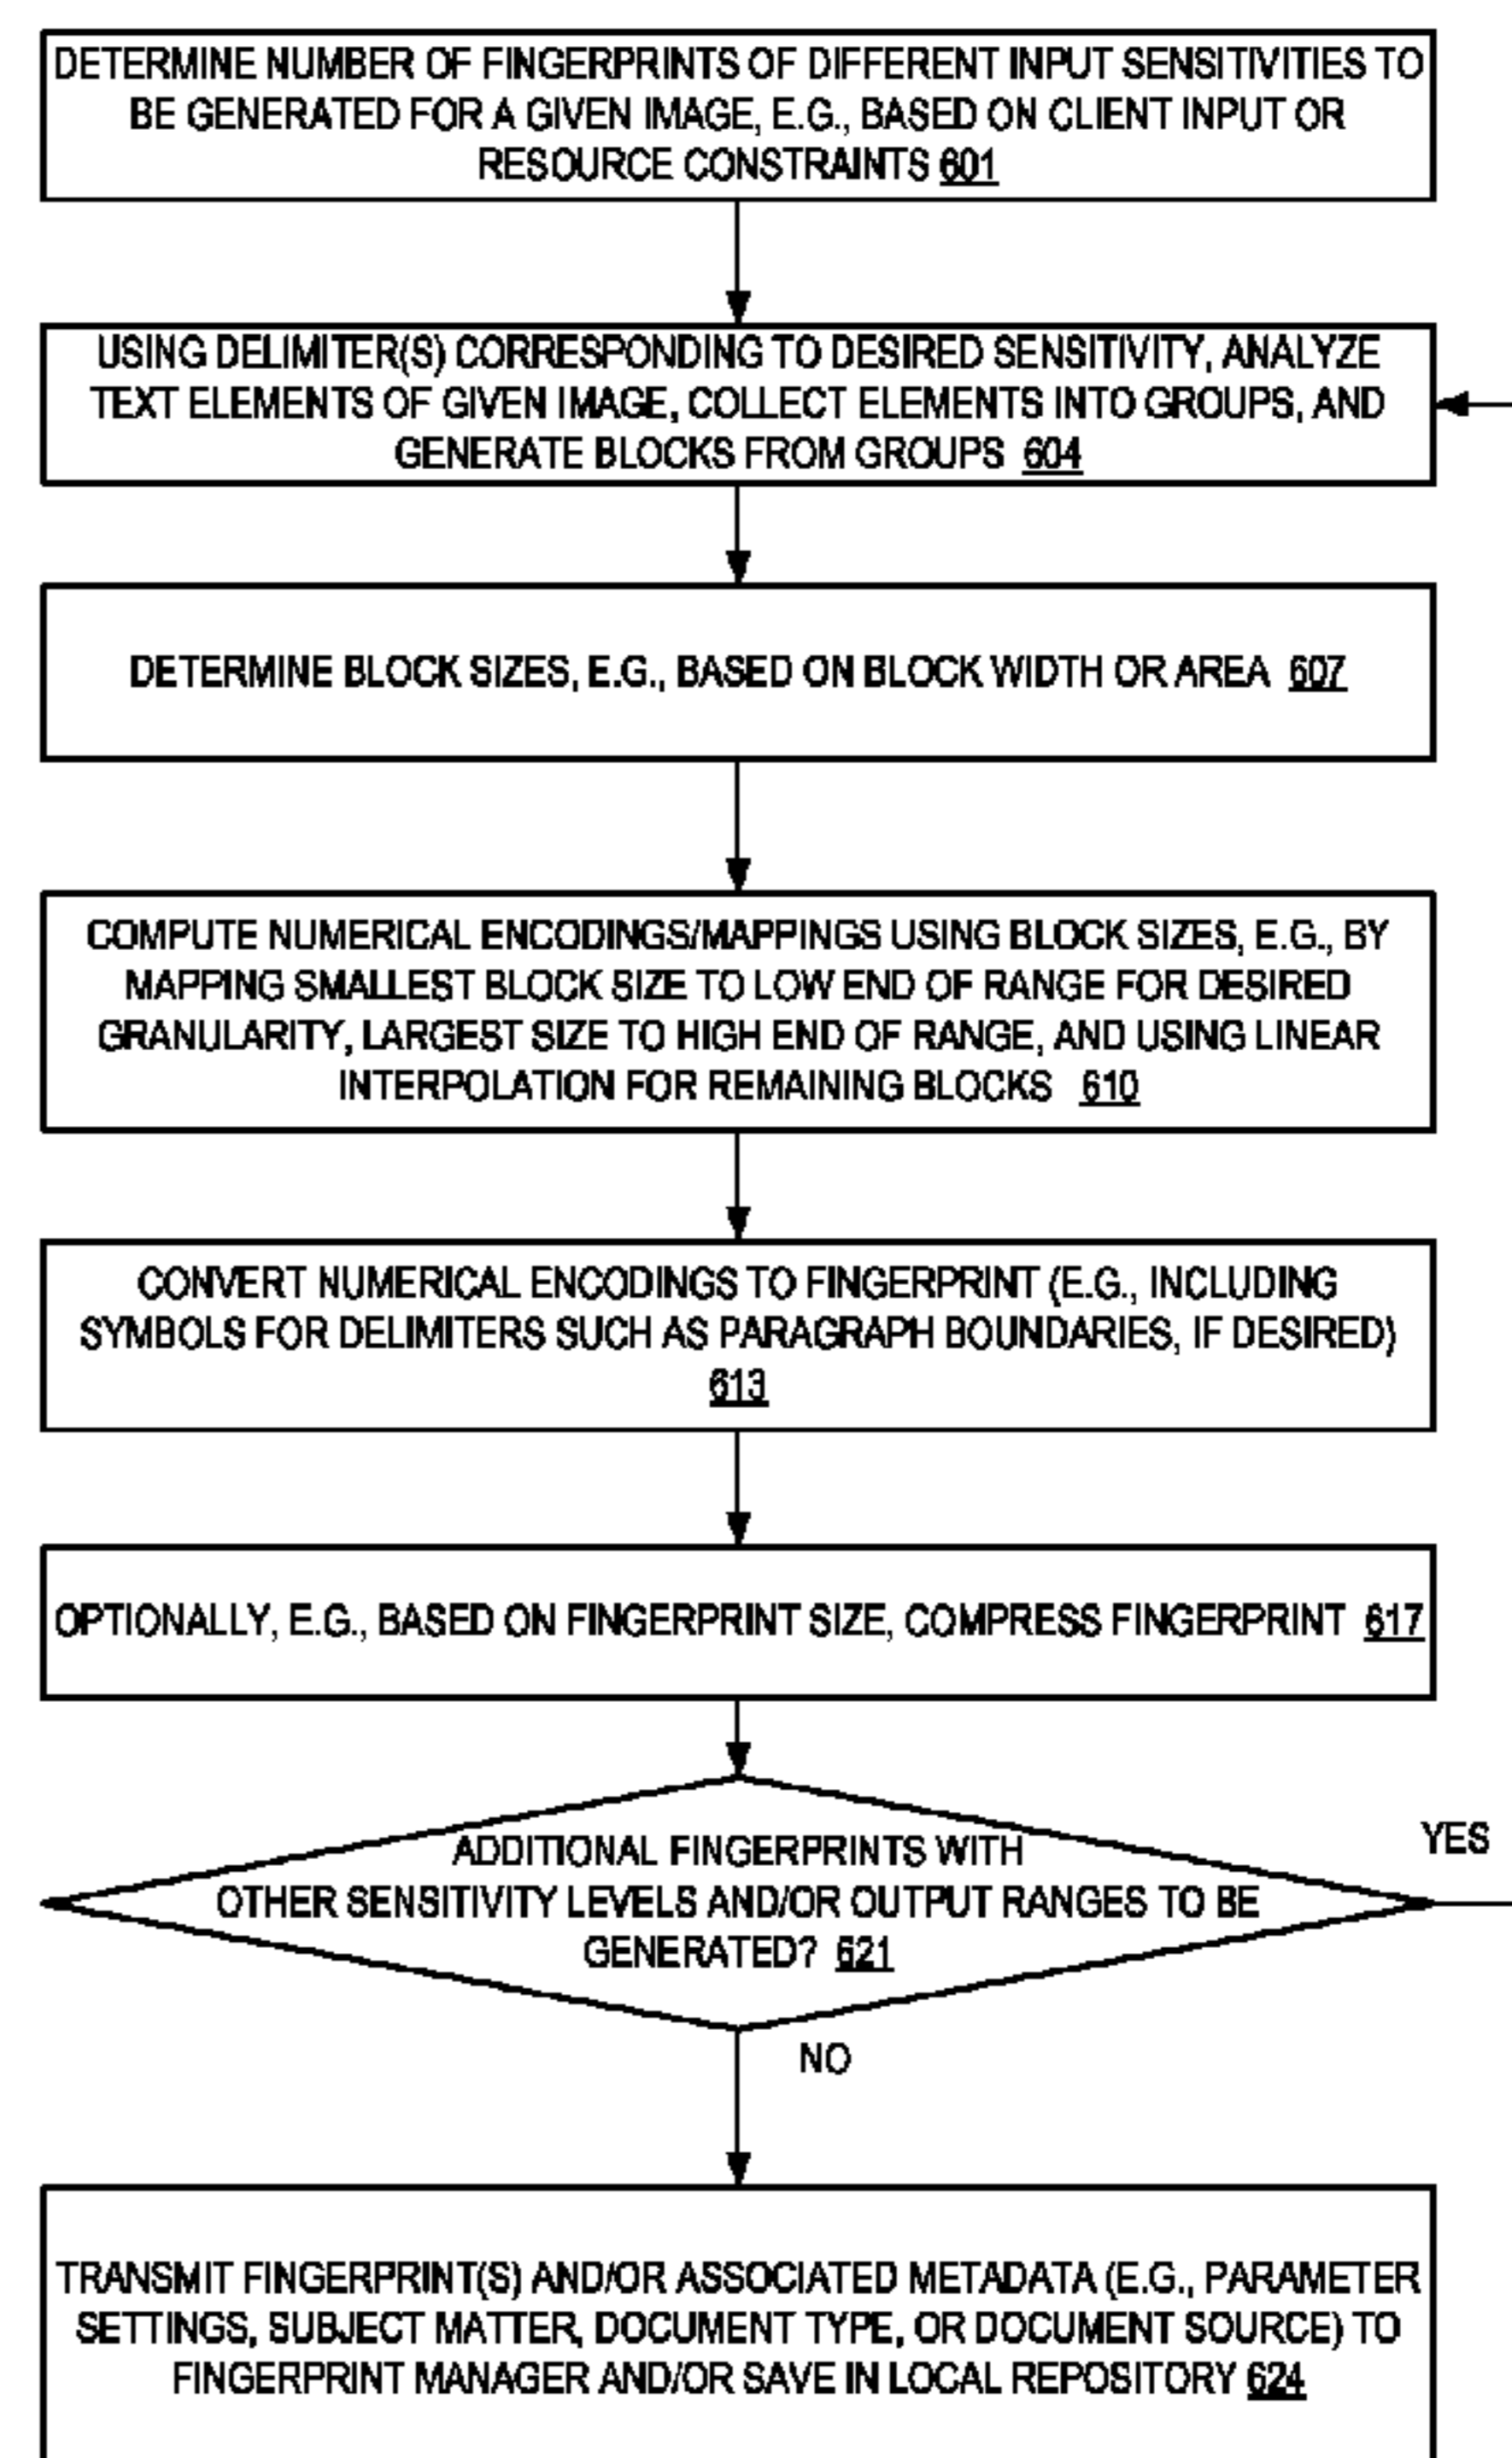 DETERMINE NUMBER OF FINGERPRINTS OF DIFFERENT INPUT SENSITIVITIES TO
BE GENERATED FOR A GIVEN IMAGE, E.G., BASED ON CLIENT INPUT OR
RESOURCE CONSTRAINTS 601
USING DELIMITER(S) CORRESPONDING TO DESIRED SENSITIVITY, ANALYZE
TEXT ELEMENTS OF GIVEN IMAGE, COLLECT ELEMENTS INTO GROUPS, AND
GENERATE BLOCKS FROM GROUPS 604
DETERMINE BLOCK SIZES, E.G., BASED ON BLOCK WIDTH OR AREA 607
COMPUTE NUMERICAL ENCODINGS/MAPPINGS USING BLOCK SIZES, E.G., BY
MAPPING SMALLEST BLOCK SIZE TO LOW END OF RANGE FOR DESIRED
GRANULARITY, LARGEST SIZE TO HIGH END OF RANGE, AND USING LINEAR
INTERPOLATION FOR REMAINING BLOCKS 610
CONVERT NUMERICAL ENCODINGS TO FINGERPRINT (E.G., INCLUDING
SYMBOLS FOR DELIMITERS SUCH AS PARAGRAPH BOUNDARIES, IF DESIRED)
613
OPTIONALLY, E.G., BASED ON FINGERPRINT SIZE, COMPRESS FINGERPRINT 617
YES
ADDITIONAL FINGERPRINTS WITH
OTHER SENSITIVITY LEVELS AND/OR OUTPUT RANGES TO BE
GENERATED? 621
NO
TRANSMIT FINGERPRINT(S) AND/OR ASSOCIATED METADATA (E.G., PARAMETER
SETTINGS, SUBJECT MATTER, DOCUMENT TYPE, OR DOCUMENT SOURCE) TO
FINGERPRINT MANAGER AND/OR SAVE IN LOCAL REPOSITORY 624